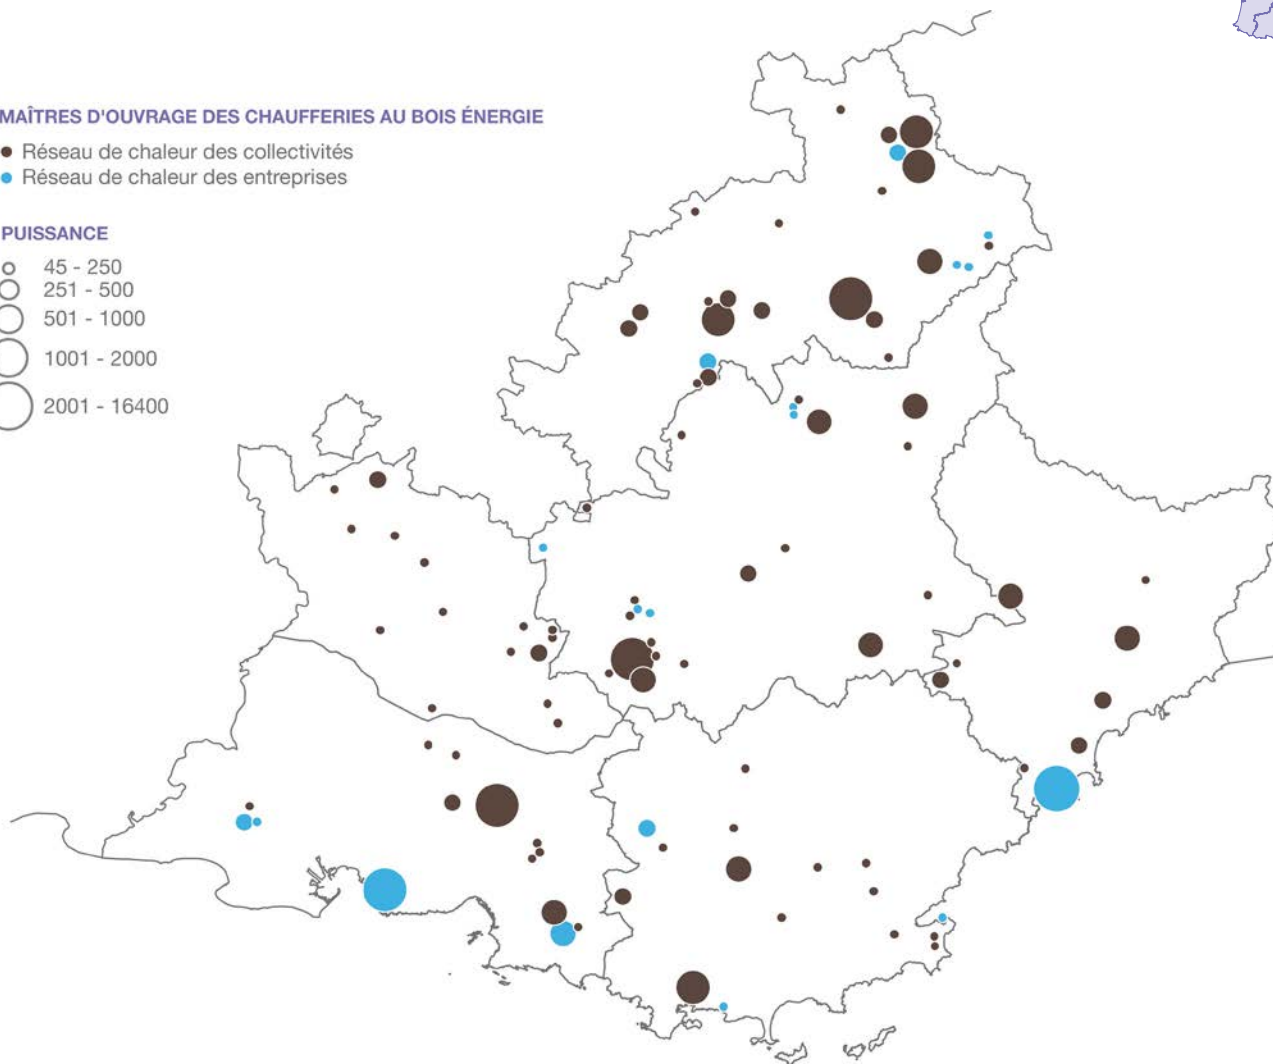 MAÎTRES D'OUVRAGE DES CHAUFFERIES AU BOIS ÉNERGIE
Réseau de chaleur des collectivités
Réseau de chaleur des entreprises
PUISSANCE
45 - 250
251 - 500
501 - 1000
1001 - 2000
2001 - 16400